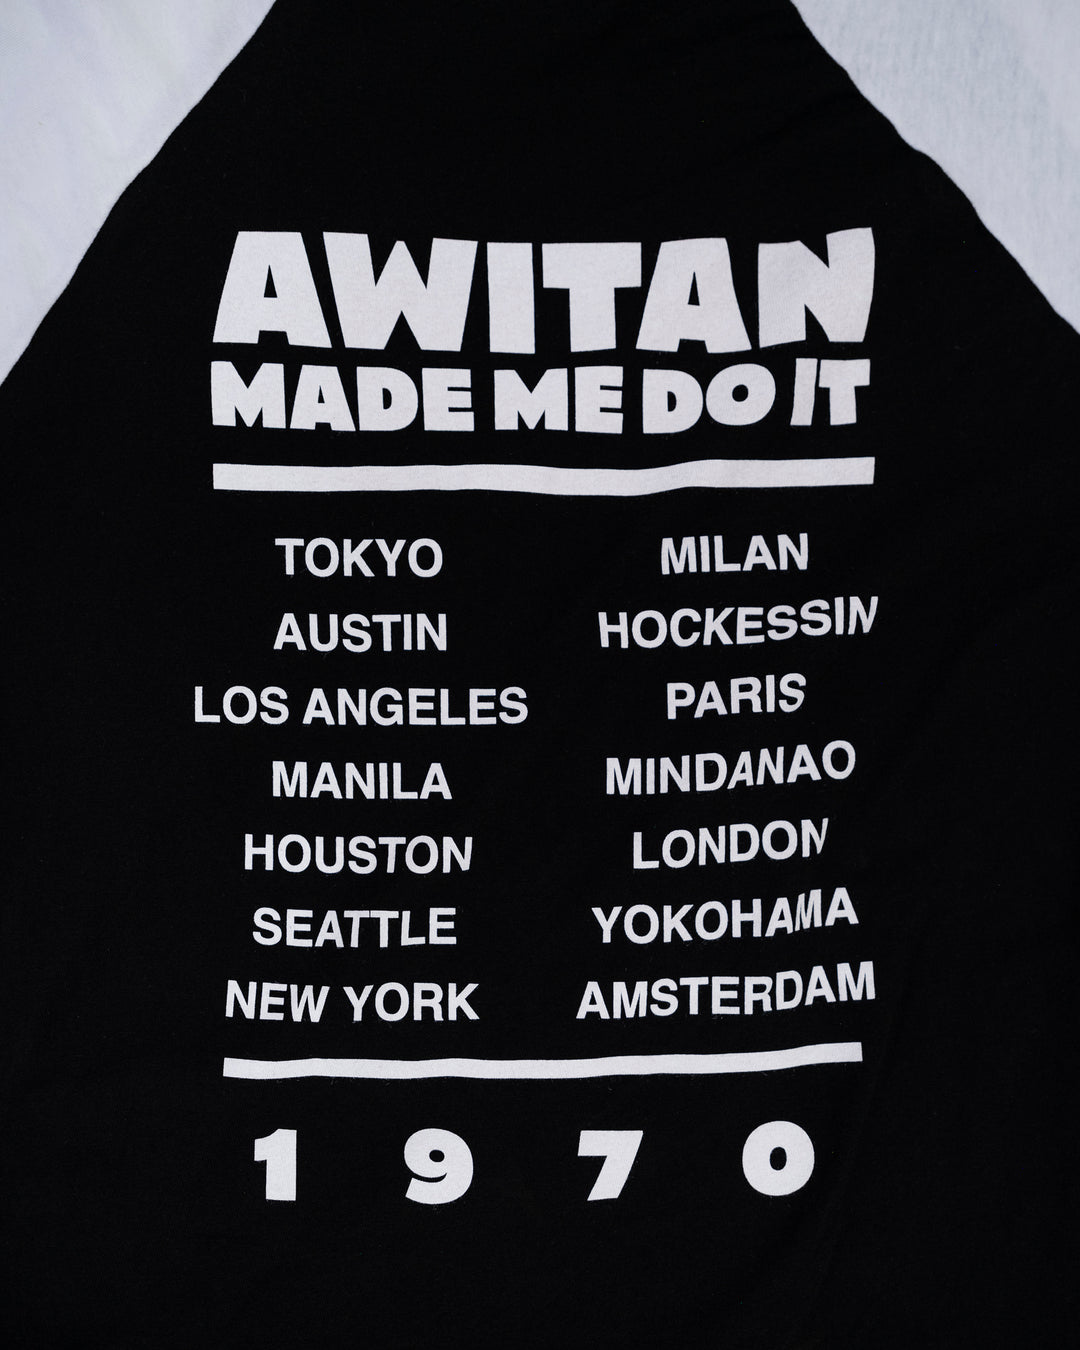 AWITAN
MADE ME DO IT
TOKYO
AUSTIN
LOS ANGELES
MANILA
HOUSTON
SEATTLE
NEW YORK
MILAN
HOCKESSIN
PARIS
MINDANAO
LONDON
YOKOHAMA
AMSTERDAM
1970